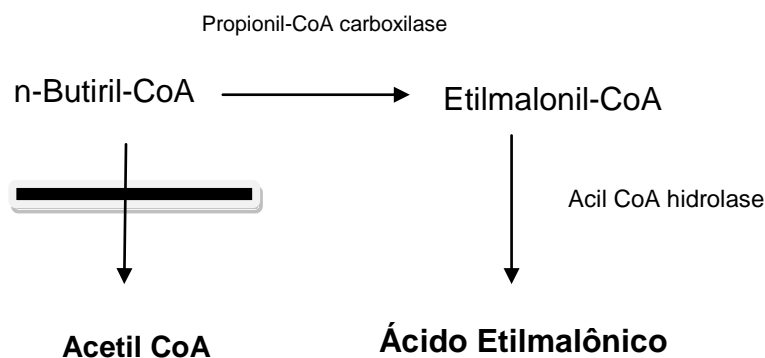 Propionil-CoA carboxilase
n-Butiril-CoA
Etilmalonil-CoA
Acil CoA hidrolase
Acetil CoA
Ácido Etilmalônico